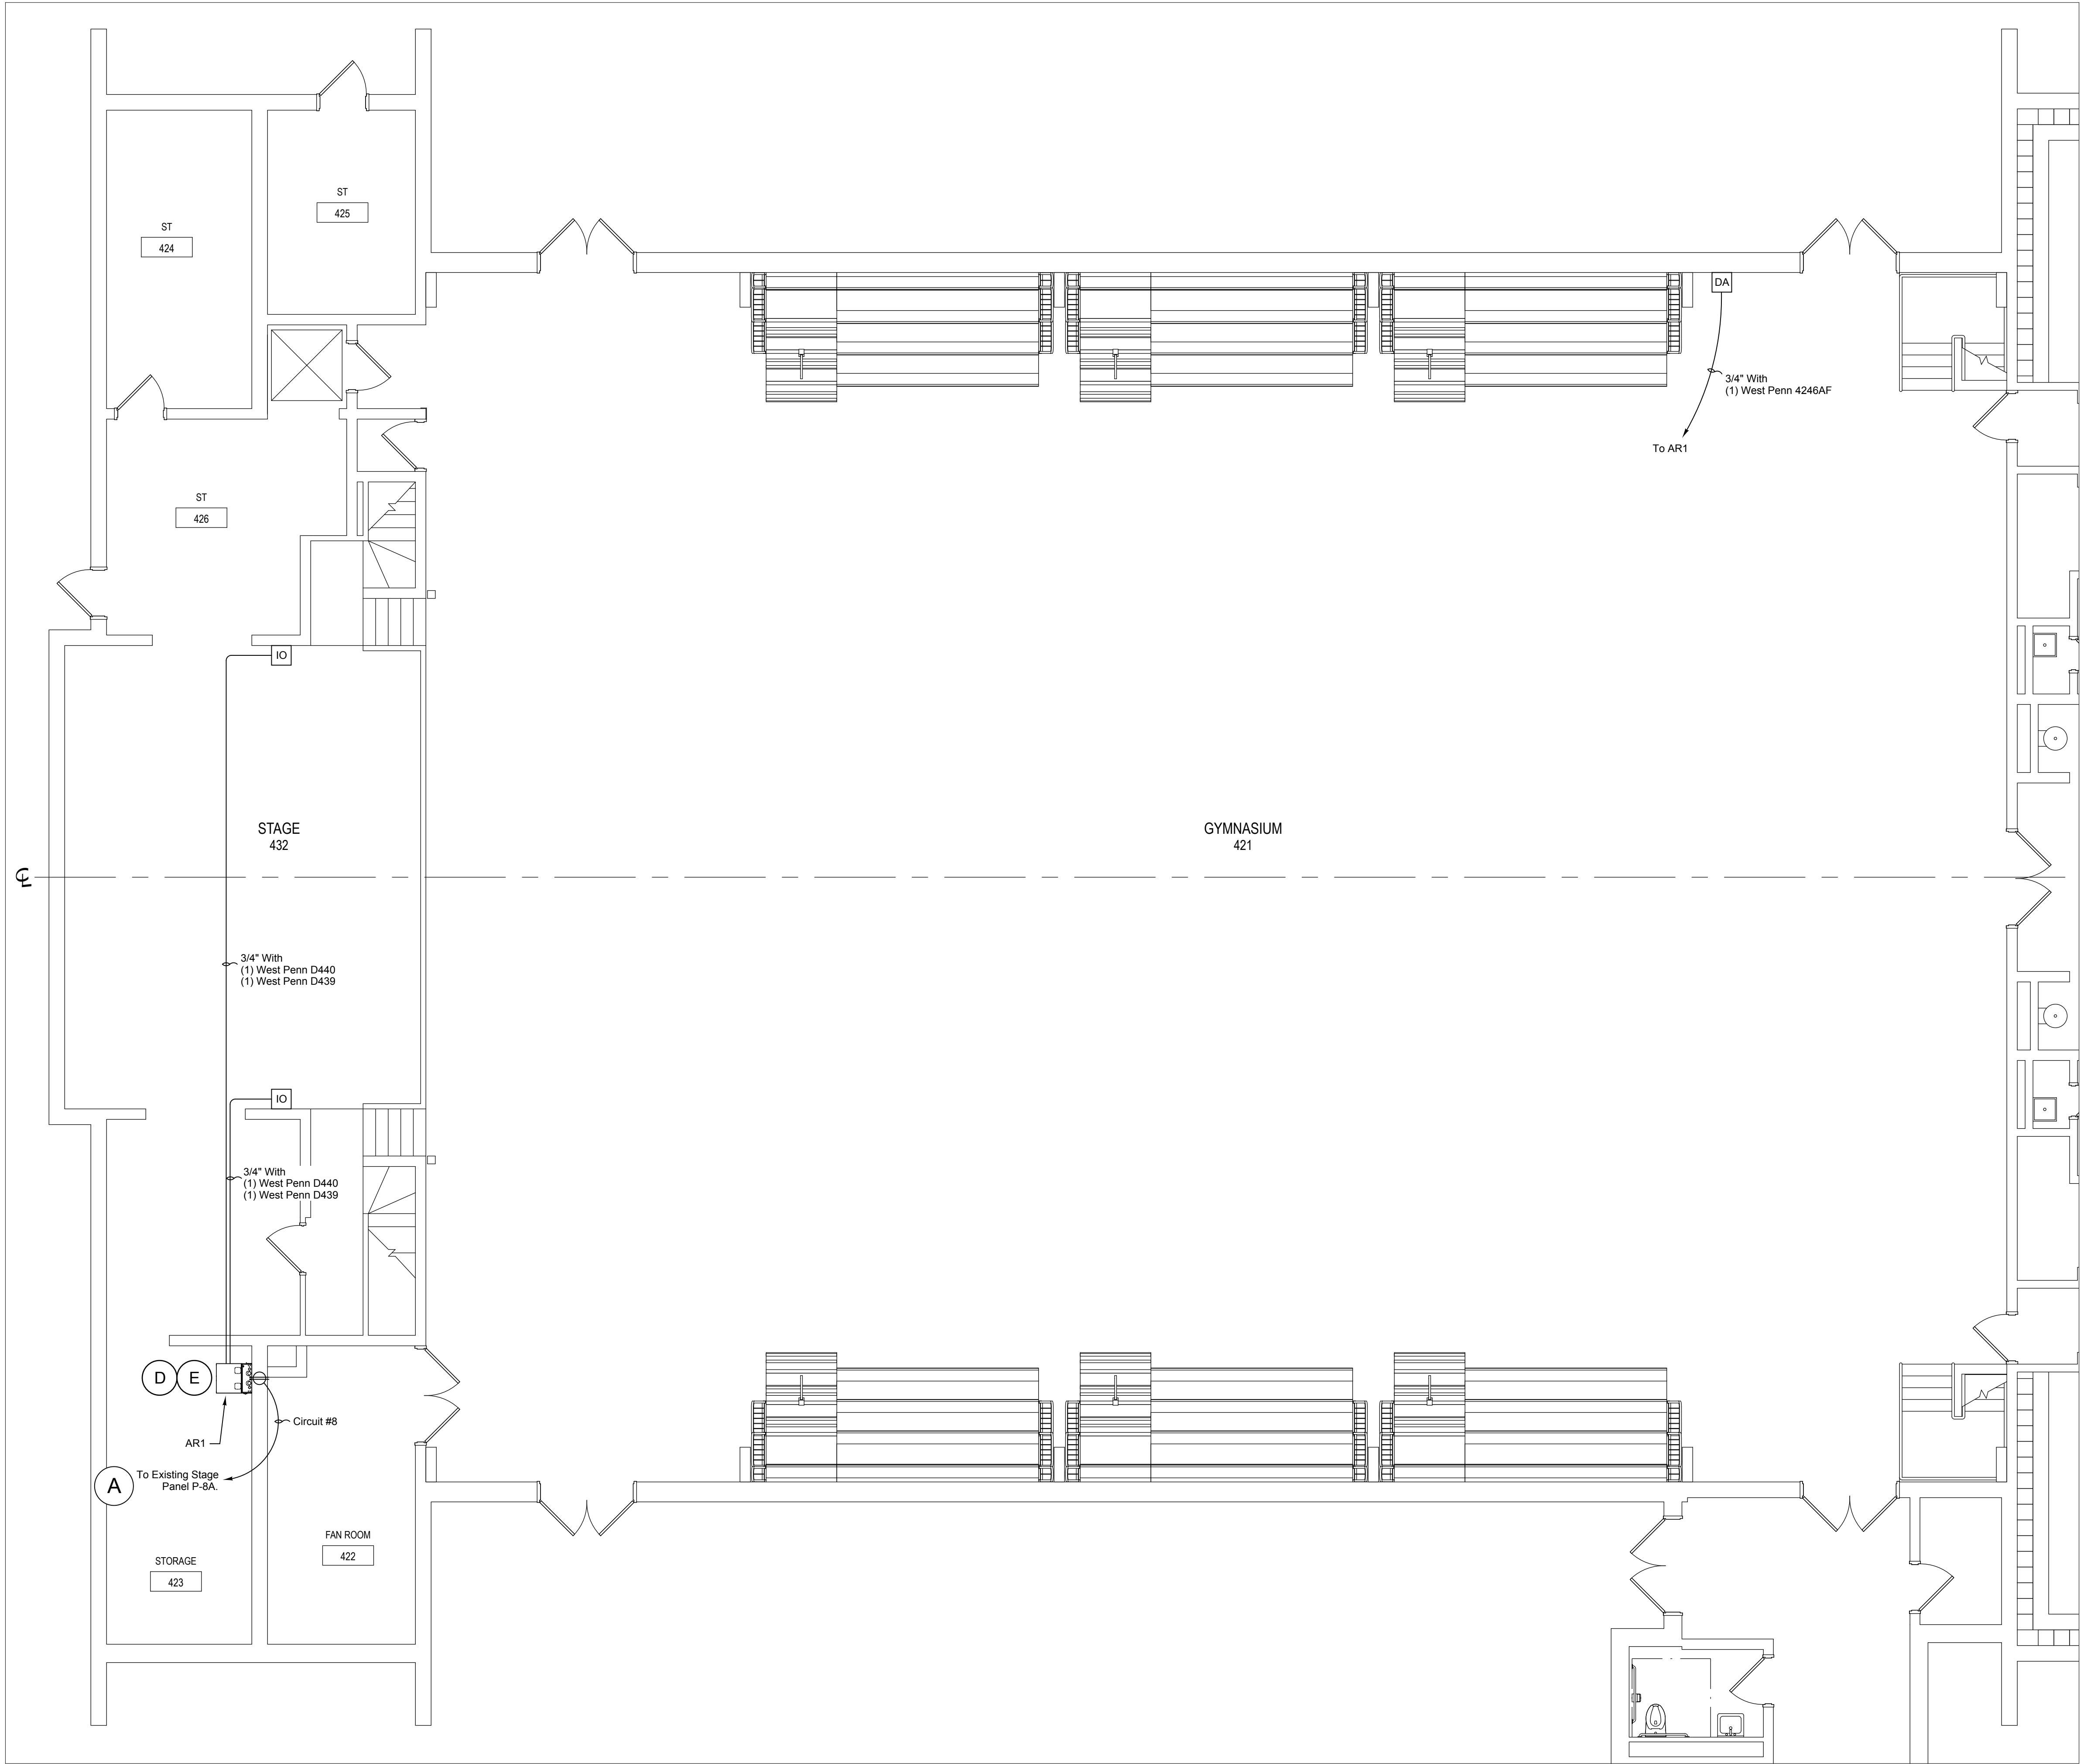 ST
425
ST
424
DA
3/4" With
(1) West Penn 4246AF
To AR1
ST
426
IO
STAGE
432
GYMNASIUM
421
℄
3/4" With
(1) West Penn D440
(1) West Penn D439
IO
3/4" With
(1) West Penn D440
(1) West Penn D439
D
E
Circuit #8
AR1
A
To Existing Stage
Panel P-8A.
FAN ROOM
422
STORAGE
423